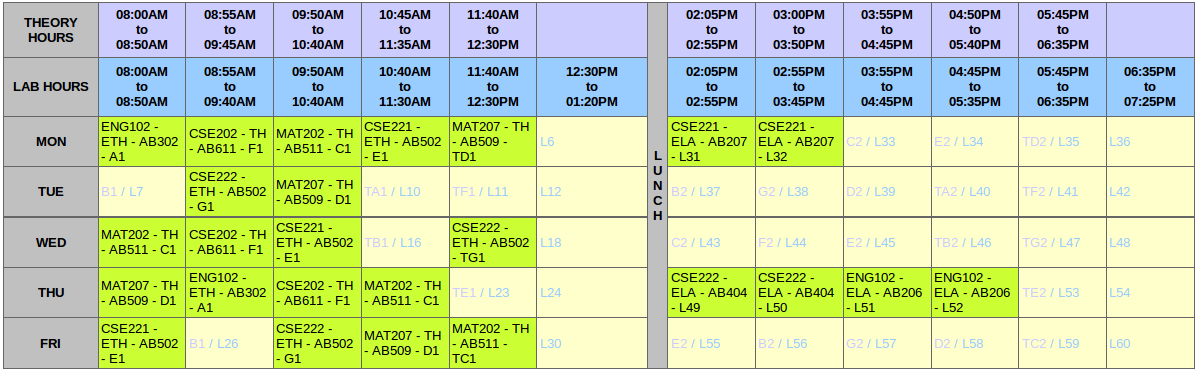 THEORY HOURS 08:00AM to 08:50AM 08:55AM to 09:45AM 09:50AM to 10:40AM 10:45AM to 11:35AM 11:40AM to 12:30PM 02:05PM to 02:55PM 03:00PM to 03:50PM 03:55PM to 04:45PM 04:50PM to 05:40PM 05:45PM to 06:35PM
LAB HOURS 08:00AM to 08:50AM 08:55AM to 09:40AM 09:50AM to 10:40AM 10:40AM to 11:30AM 11:40AM to 12:30PM 12:30PM to 01:20PM LUNCH 02:05PM to 02:55PM 02:55PM to 03:45PM 03:55PM to 04:45PM 04:45PM to 05:35PM 05:45PM to 06:35PM 06:35PM to 07:25PM
MON ENG102 - ETH - AB302 - A1 CSE202 - TH - AB611 - F1 MAT202 - TH - AB511 - C1 CSE221 - ETH - AB502 - E1 MAT207 - TH - AB509 - TD1 L6 CSE221 - ELA - AB207 - L31 CSE221 - ELA - AB207 - L32 C2 / L33 E2 / L34 TD2 / L35 L36
TUE B1 / L7 CSE222 - ETH - AB502 - G1 MAT207 - TH - AB509 - D1 TA1 / L10 TF1 / L11 L12 B2 / L37 G2 / L38 D2 / L39 TA2 / L40 TF2 / L41 L42
WED MAT202 - TH - AB511 - C1 CSE202 - TH - AB611 - F1 CSE221 - ETH - AB502 - E1 TB1 / L16 CSE222 - ETH - AB502 - TG1 L18 C2 / L43 F2 / L44 E2 / L45 TB2 / L46 TG2 / L47 L48
THU MAT207 - TH - AB509 - D1 ENG102 - ETH - AB302 - A1 CSE202 - TH - AB611 - F1 MAT202 - TH - AB511 - C1 TE1 / L23 L24 CSE222 - ELA - AB404 - L49 CSE222 - ELA - AB404 - L50 ENG102 - ELA - AB206 - L51 ENG102 - ELA - AB206 - L52 TE2 / L53 L54
FRI CSE221 - ETH - AB502 - E1 B1 / L26 CSE222 - ETH - AB502 - G1 MAT207 - TH - AB509 - D1 MAT202 - TH - AB511 - TC1 L30 E2 / L55 B2 / L56 G2 / L57 D2 / L58 TC2 / L59 L60